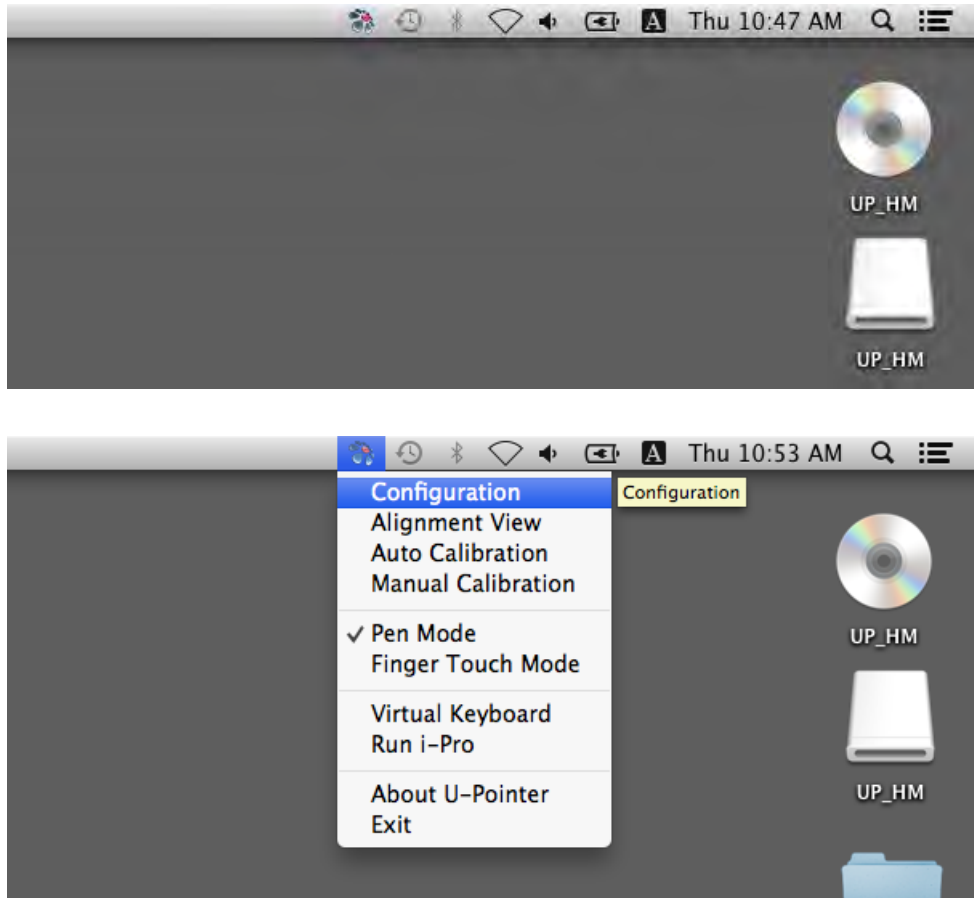 A Thu 10:47 AM
UP_HM
UP_HM
A Thu 10:53 AM
Configuration Configuration
Alignment View
Auto Calibration
Manual Calibration
Pen Mode
UP_HM
Finger Touch Mode
Virtual Keyboard
Run i-Pro
About U-Pointer
UP_HM
Exit